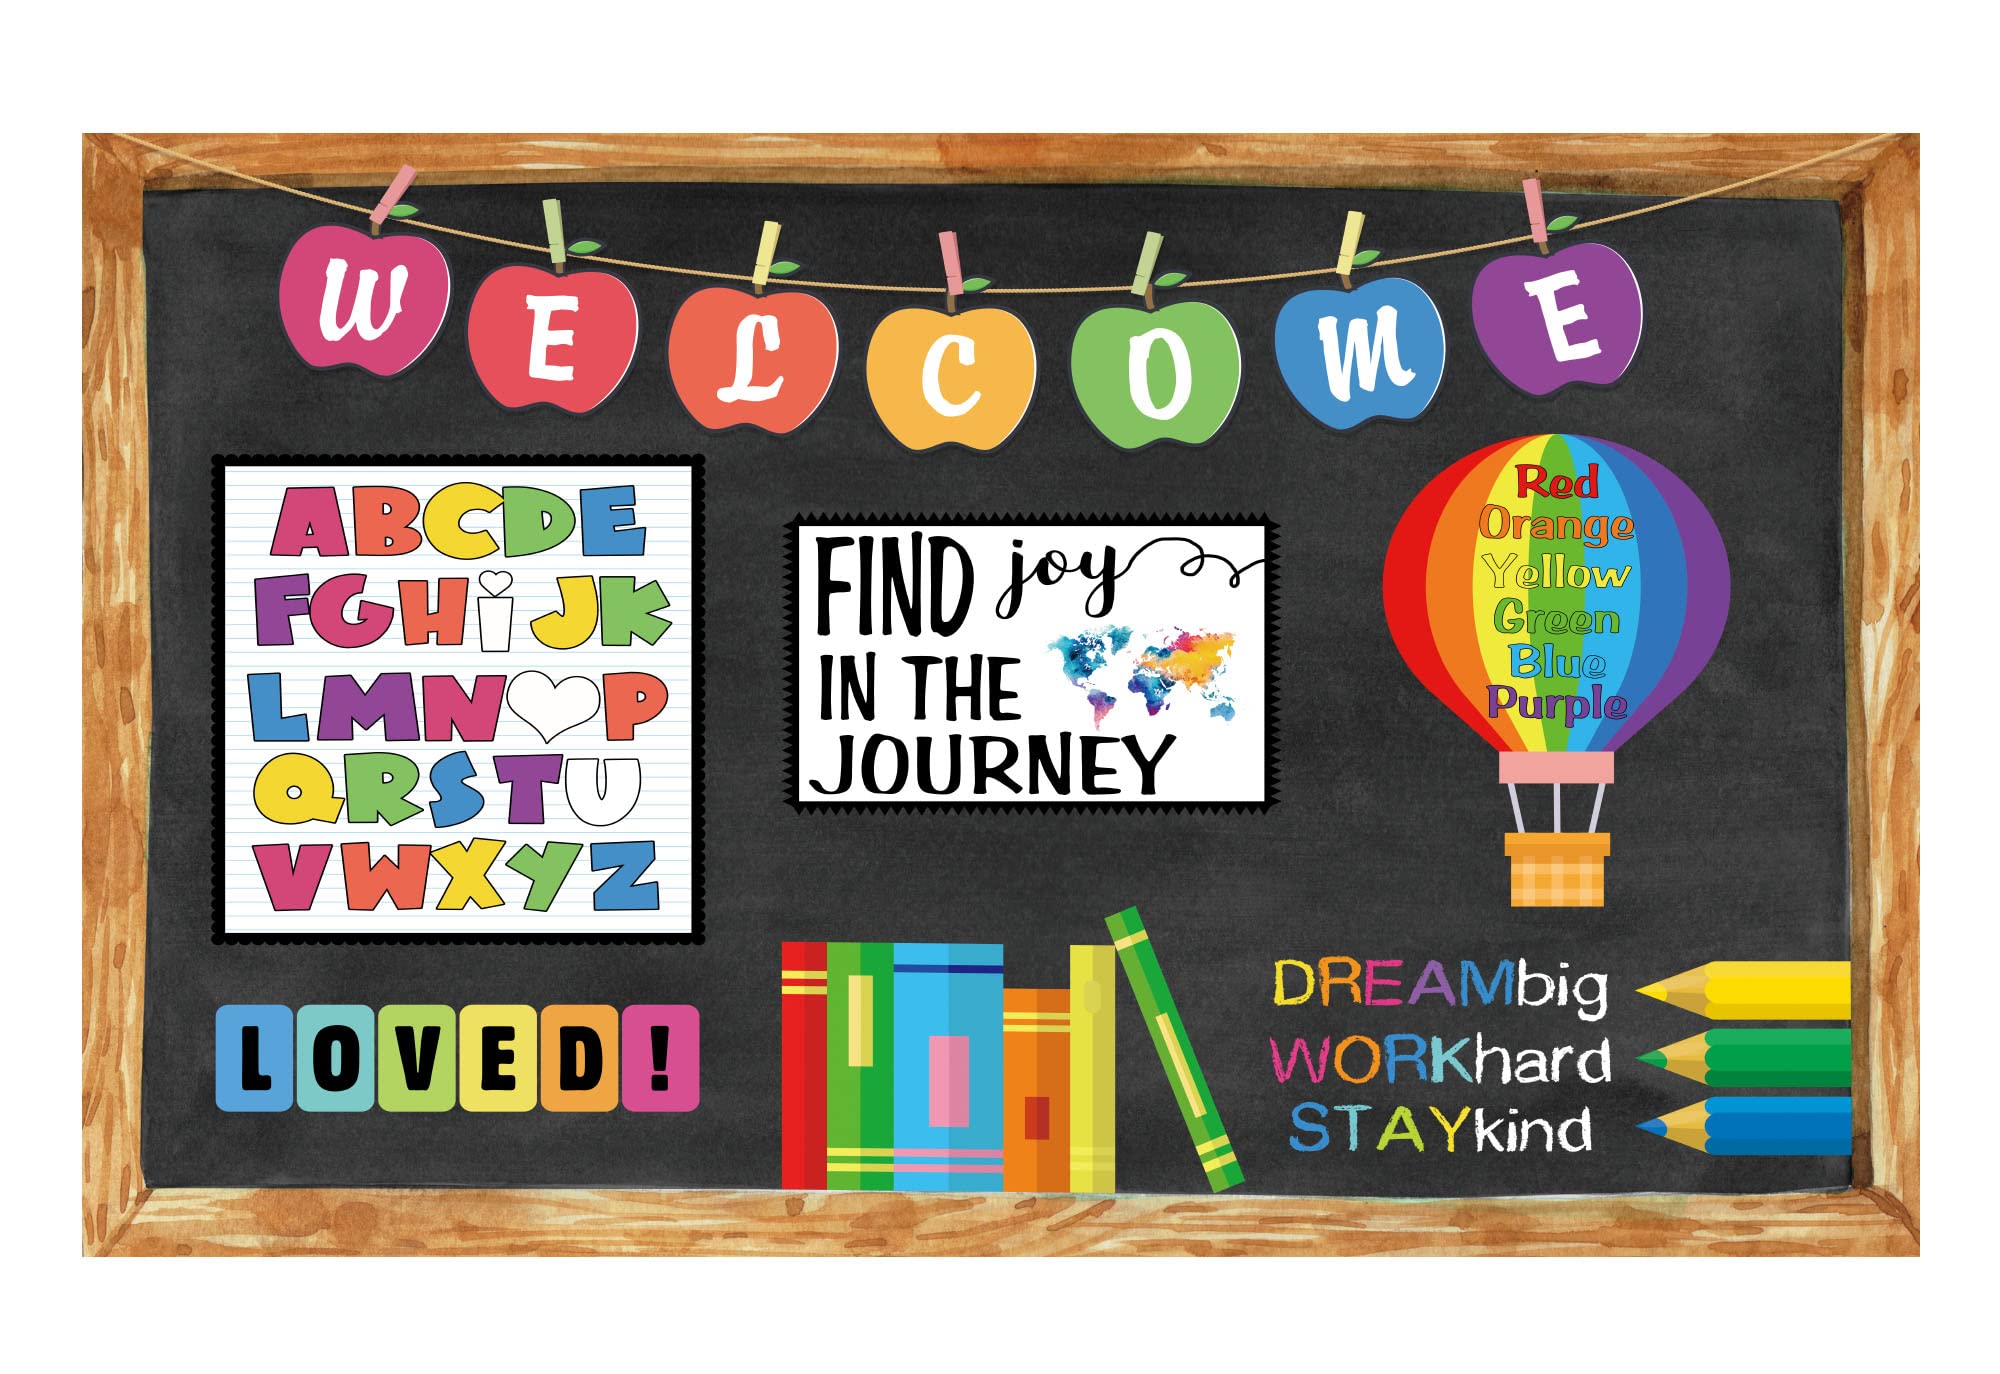 WELCOME
ABCDE
FGHiJK
LMN♡P
QRSTU
VWXYZ
LOVED!
FIND joy
IN THE
JOURNEY
Red
Orange
Yellow
Green
Blue
Purple
DREAMbig
WORKhard
STAYkind